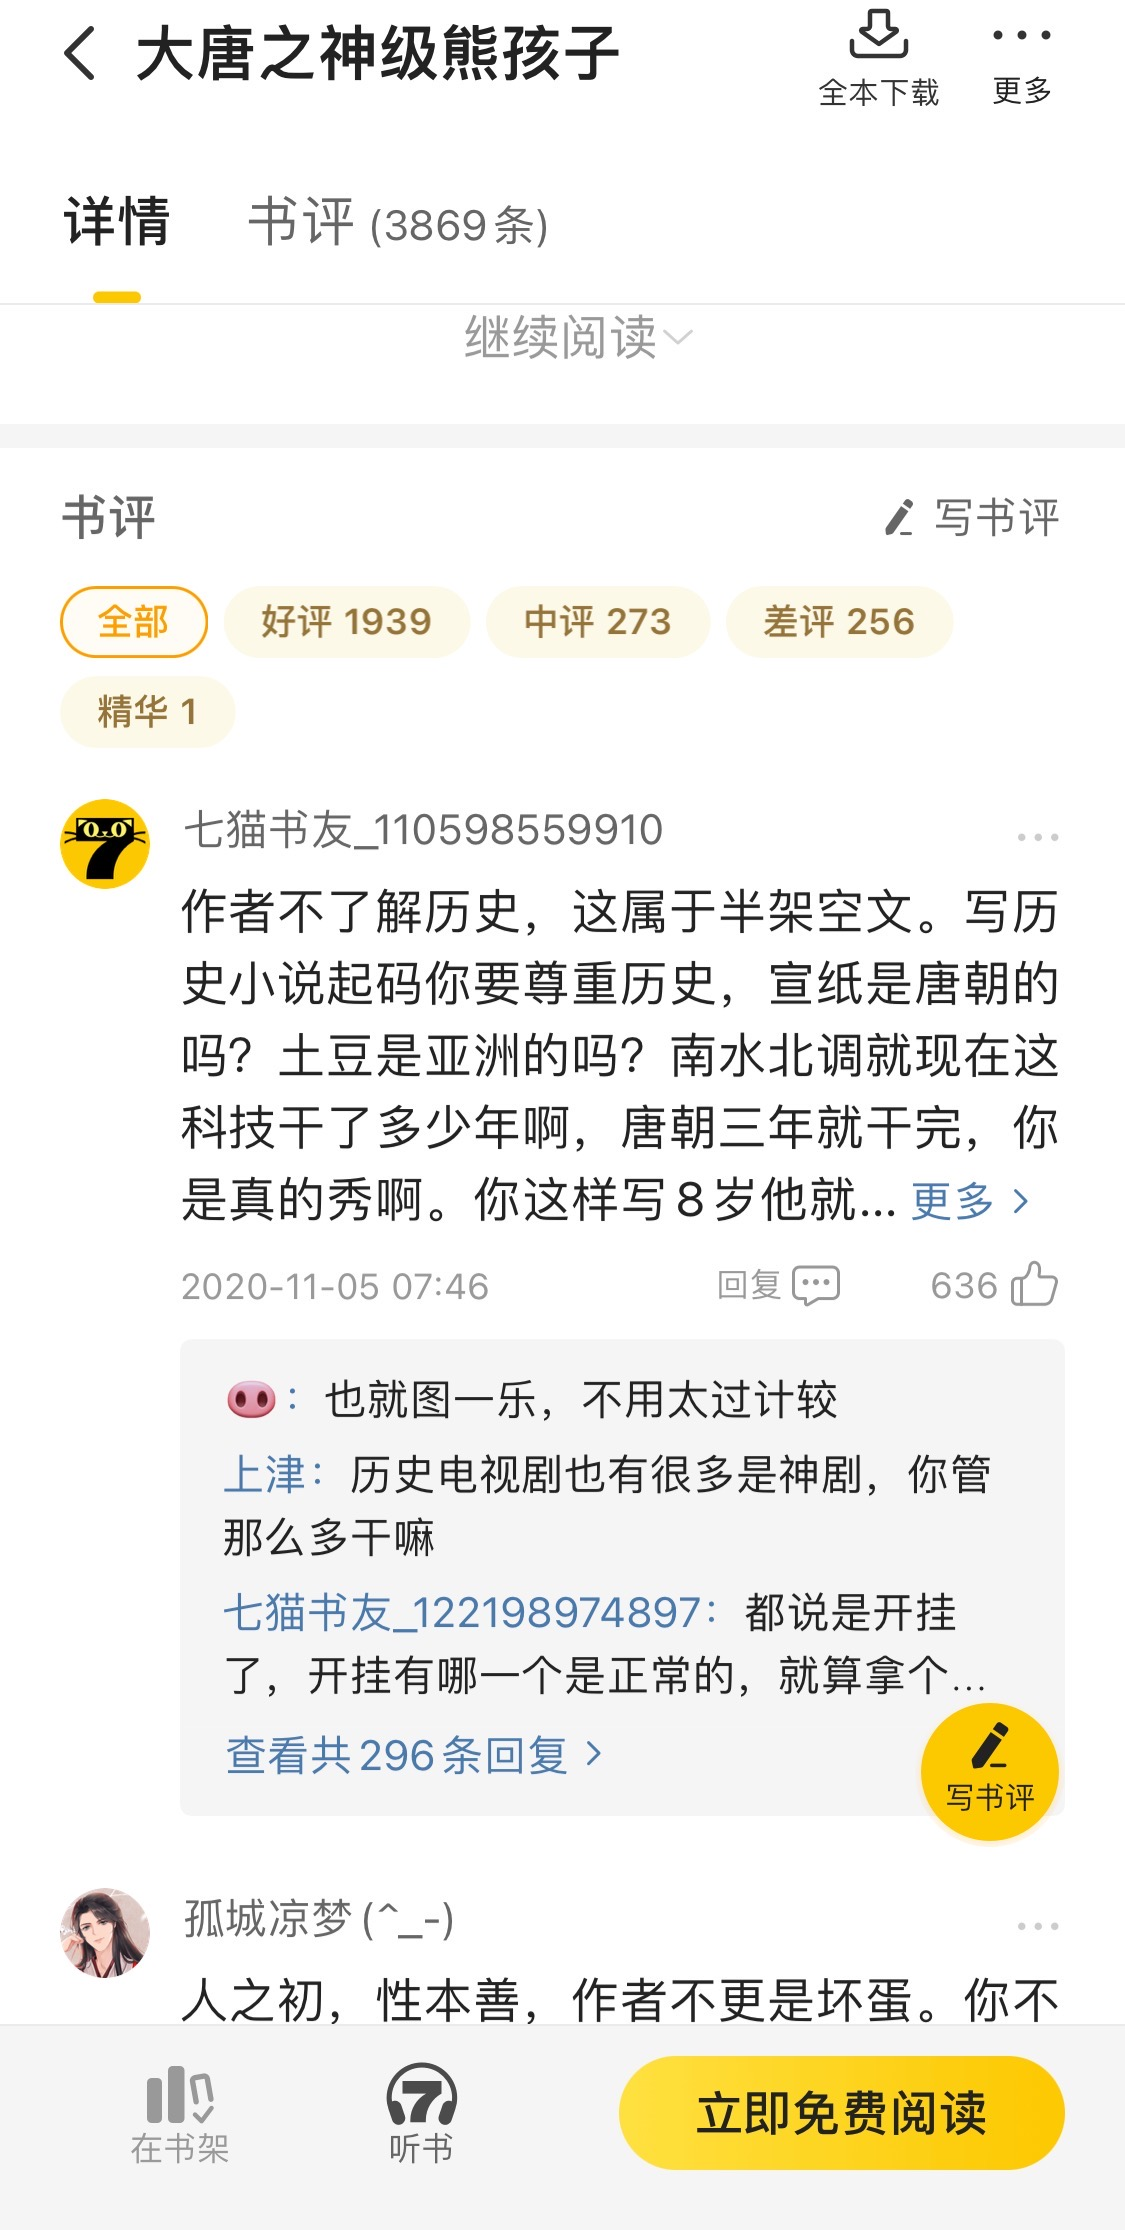 大唐之神级熊孩子
全本下载
更多
详情
书评 (3869条)
继续阅读
书评
写书评
全部
好评 1939
中评 273
差评 256
精华 1
七猫书友_110598559910
作者不了解历史，这属于半架空文。写历
史小说起码你要尊重历史，宣纸是唐朝的
吗？土豆是亚洲的吗？南水北调就现在这
科技干了多少年啊，唐朝三年就干完，你
是真的秀啊。你这样写8岁他就... 更多
2020-11-05 07:46
回复
636
🐽：也就图一乐，不用太过计较
上津：历史电视剧也有很多是神剧，你管
那么多干嘛
七猫书友_122198974897：都说是开挂
了，开挂有哪一个是正常的，就算拿个...
查看共296条回复
写书评
孤城凉梦(^_-)
人之初，性本善，作者不更是坏蛋。你不
在书架
听书
立即免费阅读